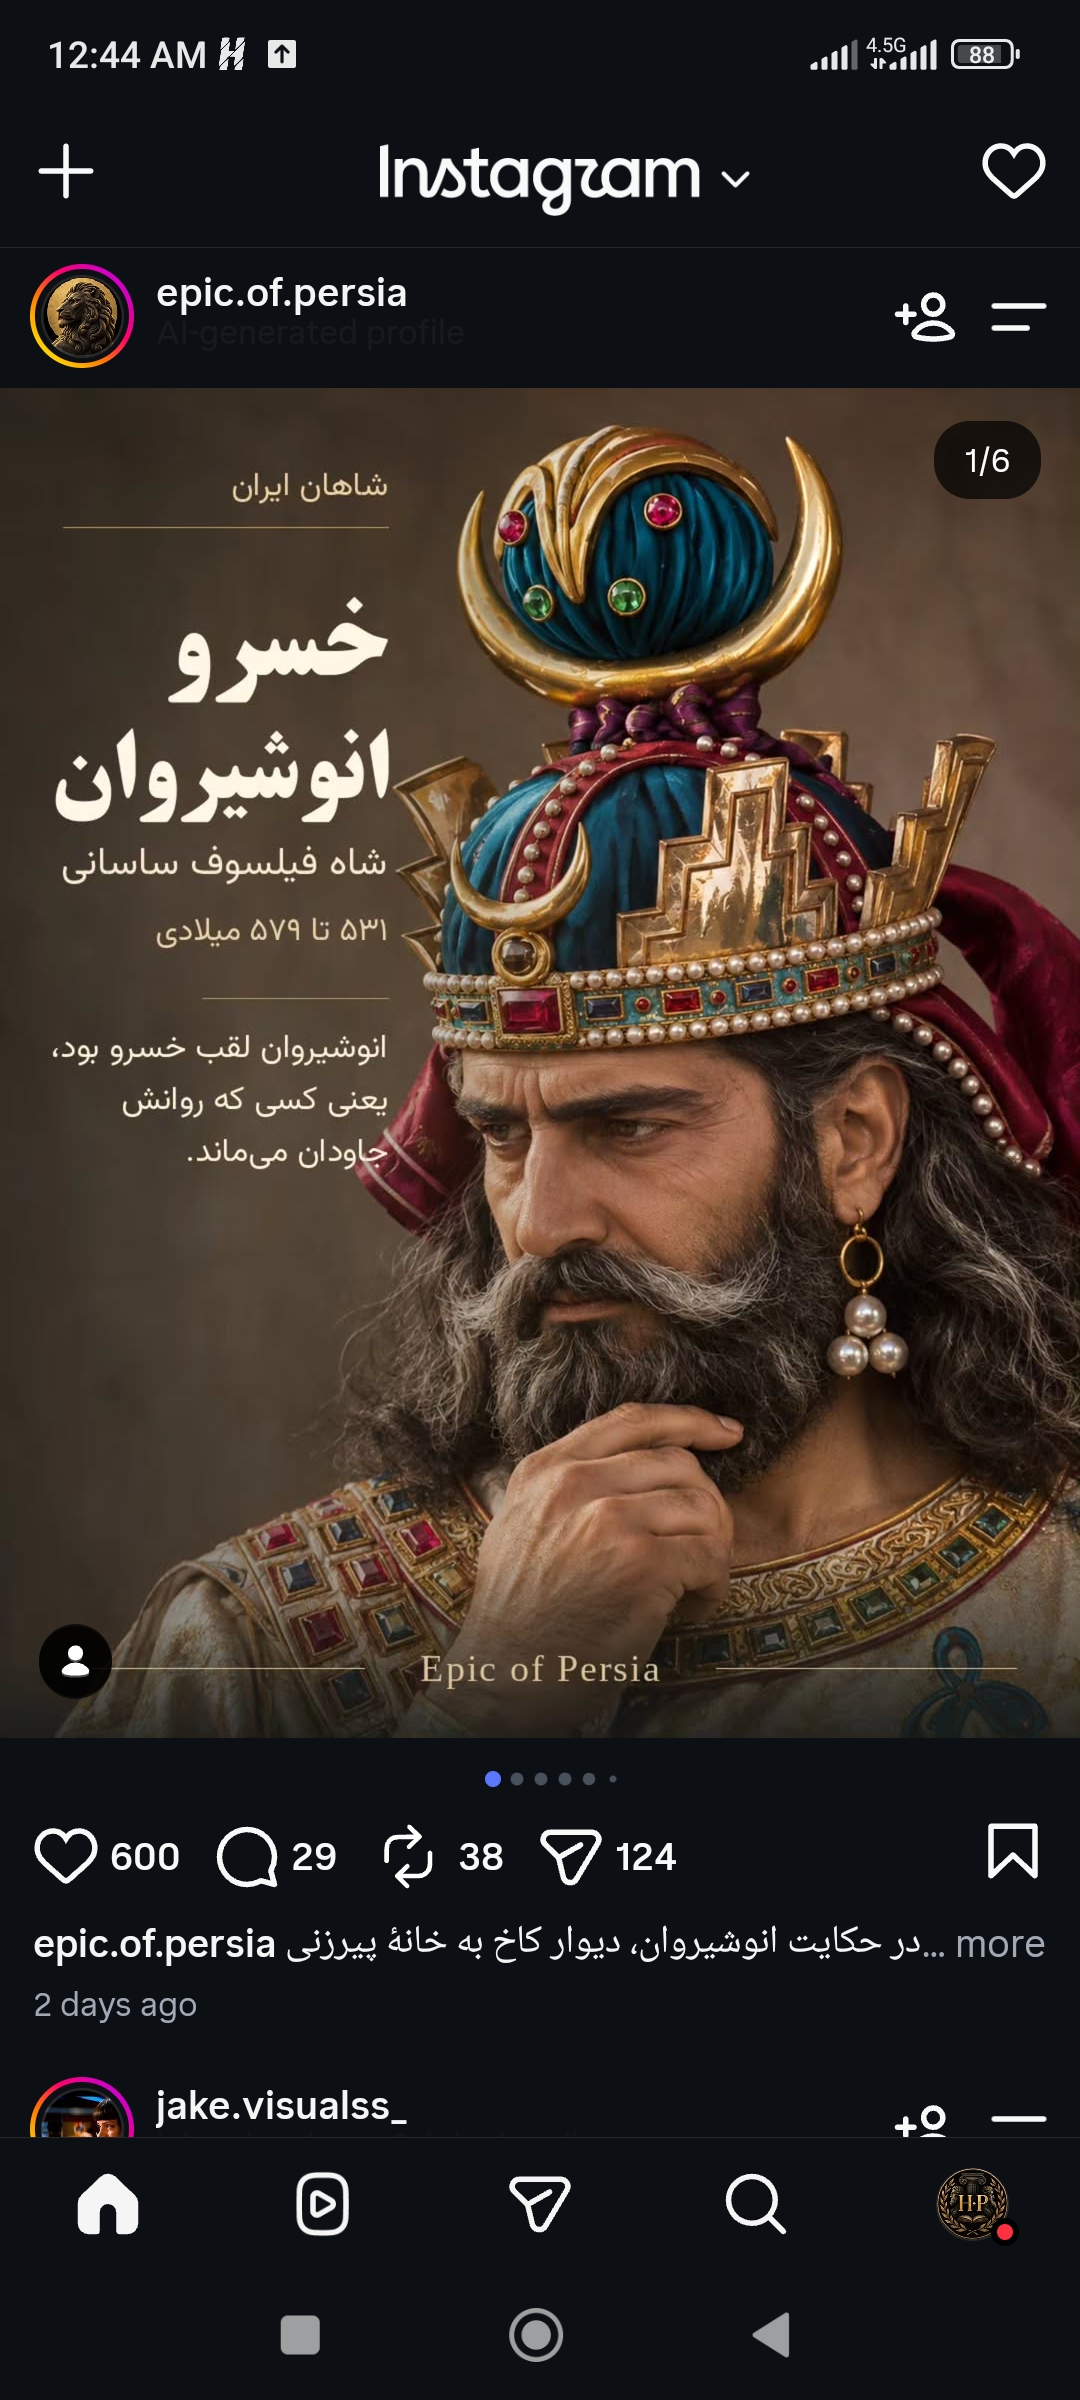 12:44 AM
4.5G
88
Instagram
epic.of.persia
AI-generated profile
1/6
شاهان ایران
خسرو
انوشیروان
شاه فیلسوف ساسانی
۵۳۱ تا ۵۷۹ میلادی
انوشیروان لقب خسرو بود،
یعنی کسی که روانش
جاودان می‌ماند.
Epic of Persia
600 29 38 124
epic.of.persia در حکایت انوشیروان، دیوار کاخ به خانهٔ پیرزنی... more
2 days ago
jake.visualss_
H·P